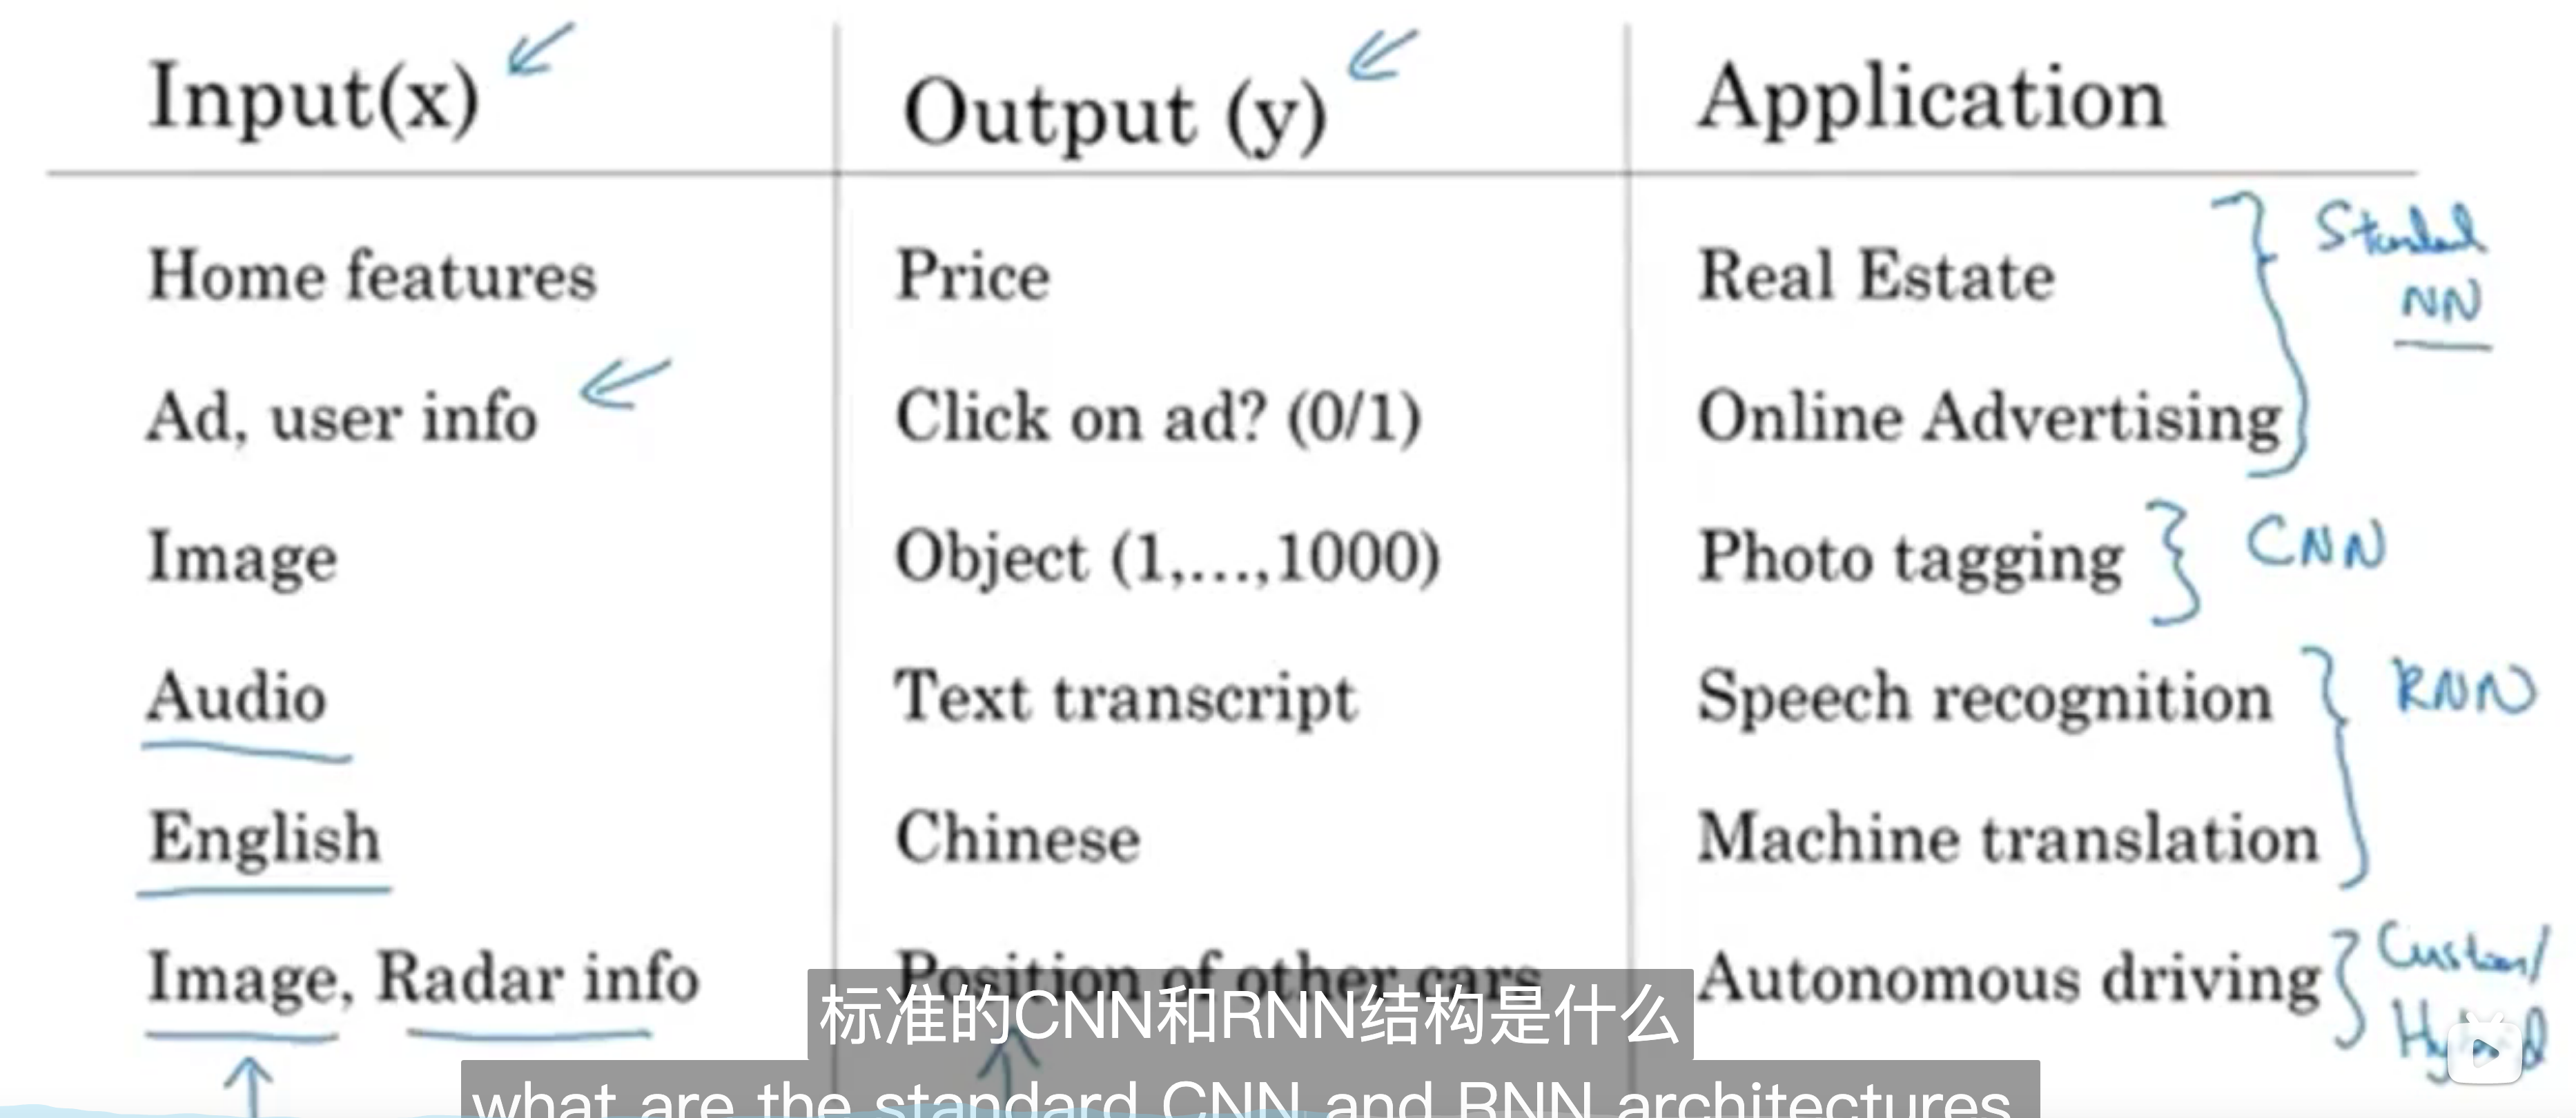 Input(x) Output (y) Application
Home features Price Real Estate Standard NN
Ad, user info Click on ad? (0/1) Online Advertising
Image Object (1,...,1000) Photo tagging CNN
Audio Text transcript Speech recognition RNN
English Chinese Machine translation
Image, Radar info Position of other cars Autonomous driving Custom/
Hybrid
标准的CNN和RNN结构是什么
what are the standard CNN and RNN architectures